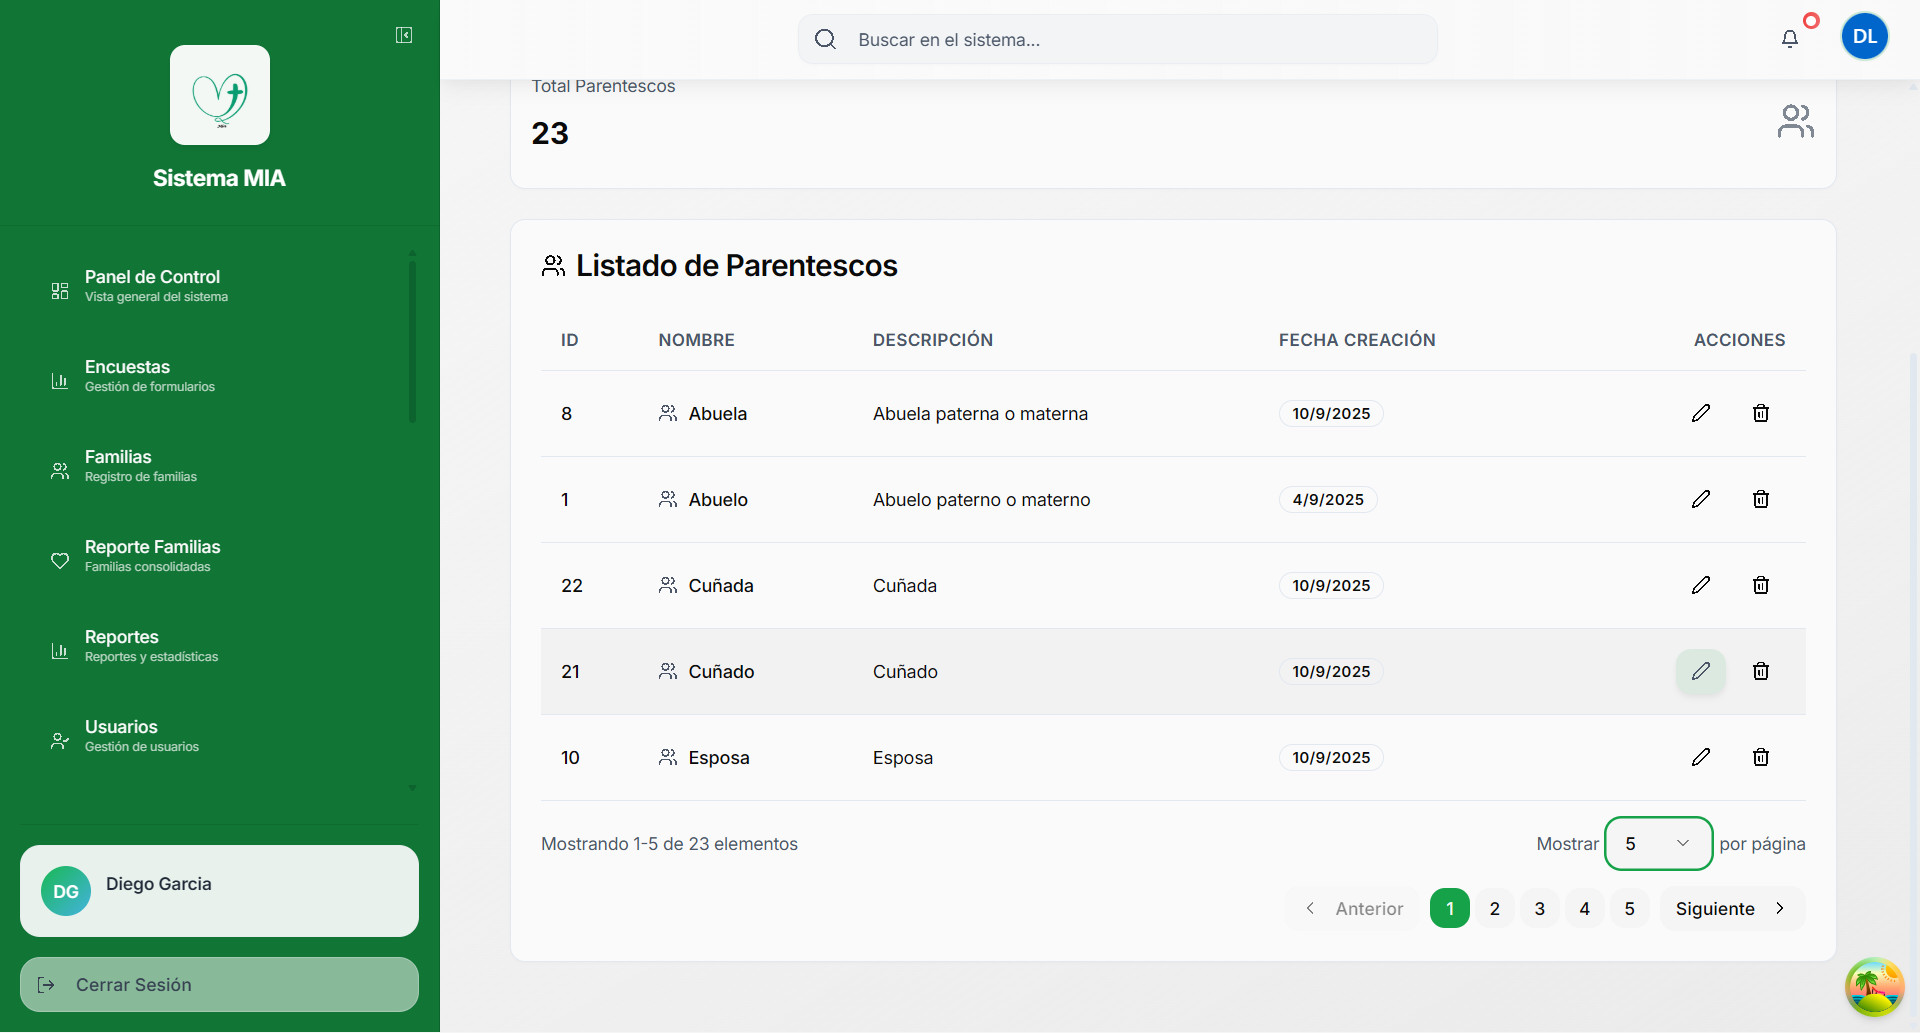 Sistema MIA
Panel de Control
Vista general del sistema
Encuestas
Gestión de formularios
Familias
Registro de familias
Reporte Familias
Familias consolidadas
Reportes
Reportes y estadísticas
Usuarios
Gestión de usuarios
DG Diego Garcia
Cerrar Sesión
Buscar en el sistema...
DL
Total Parentescos
23
Listado de Parentescos
ID NOMBRE DESCRIPCIÓN FECHA CREACIÓN ACCIONES
8 Abuela Abuela paterna o materna 10/9/2025
1 Abuelo Abuelo paterno o materno 4/9/2025
22 Cuñada Cuñada 10/9/2025
21 Cuñado Cuñado 10/9/2025
10 Esposa Esposa 10/9/2025
Mostrando 1-5 de 23 elementos Mostrar 5 por página
Anterior 1 2 3 4 5 Siguiente